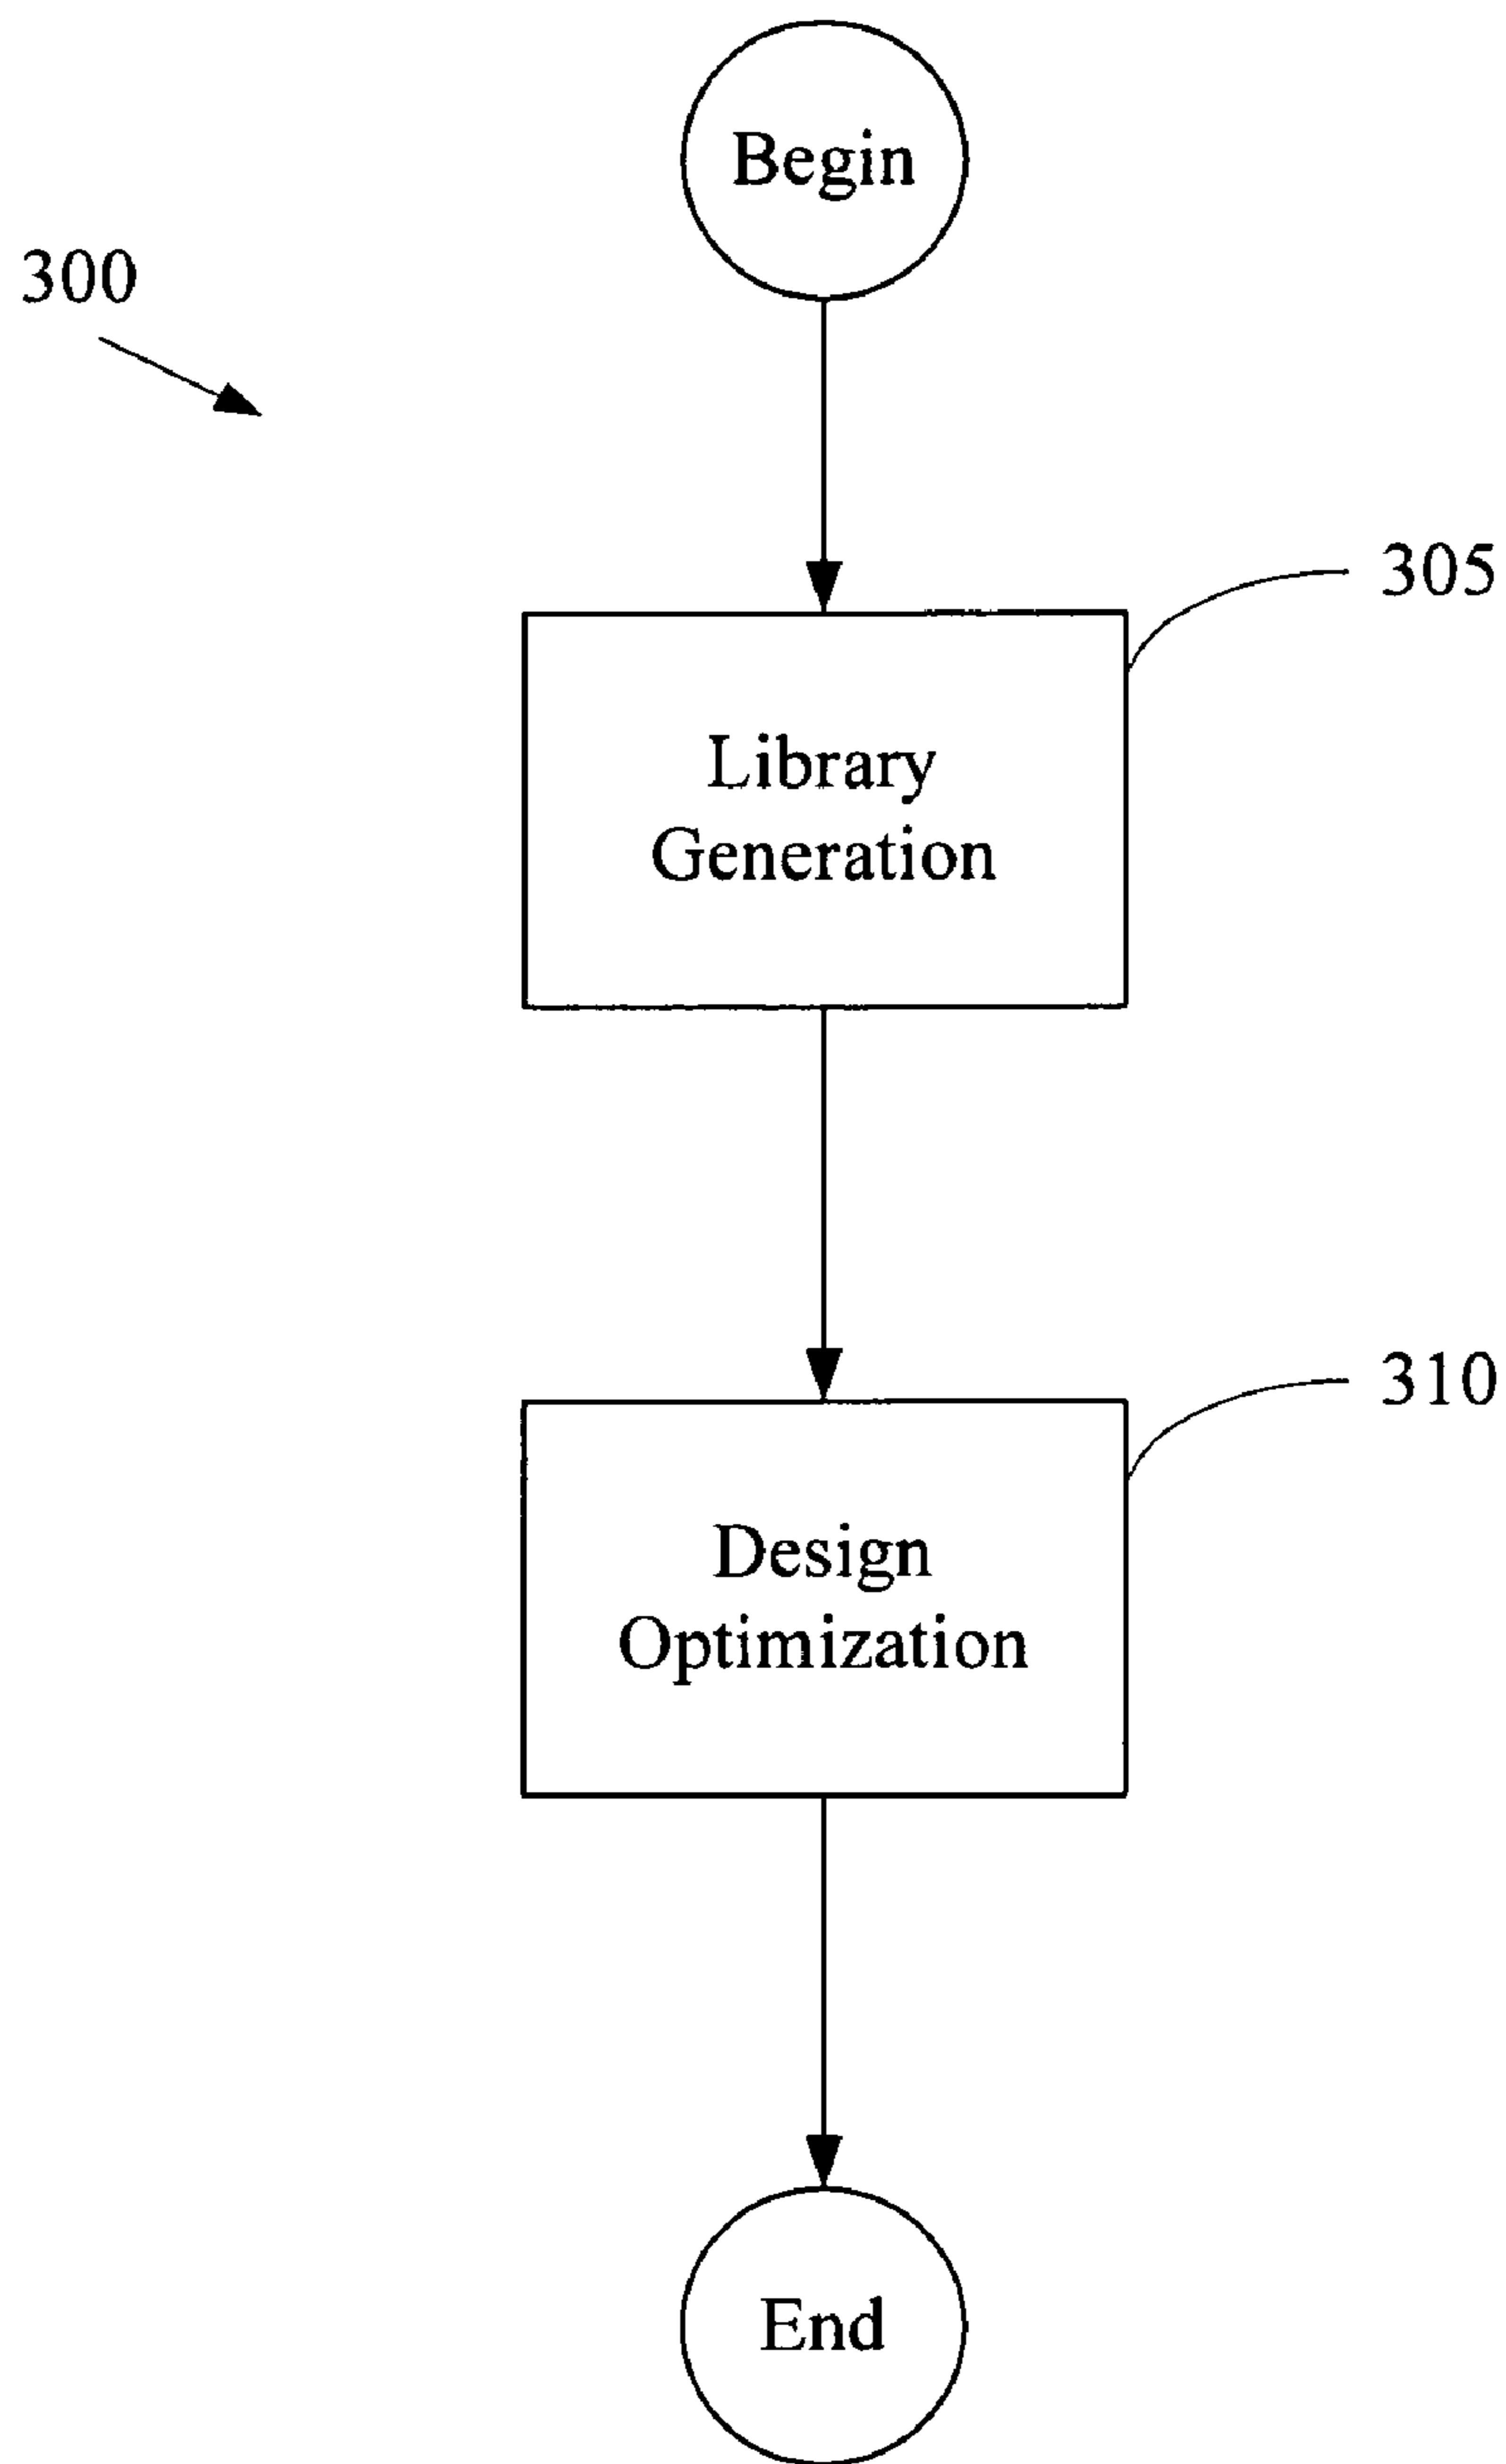 Begin
300
305
Library
Generation
310
Design
Optimization
End